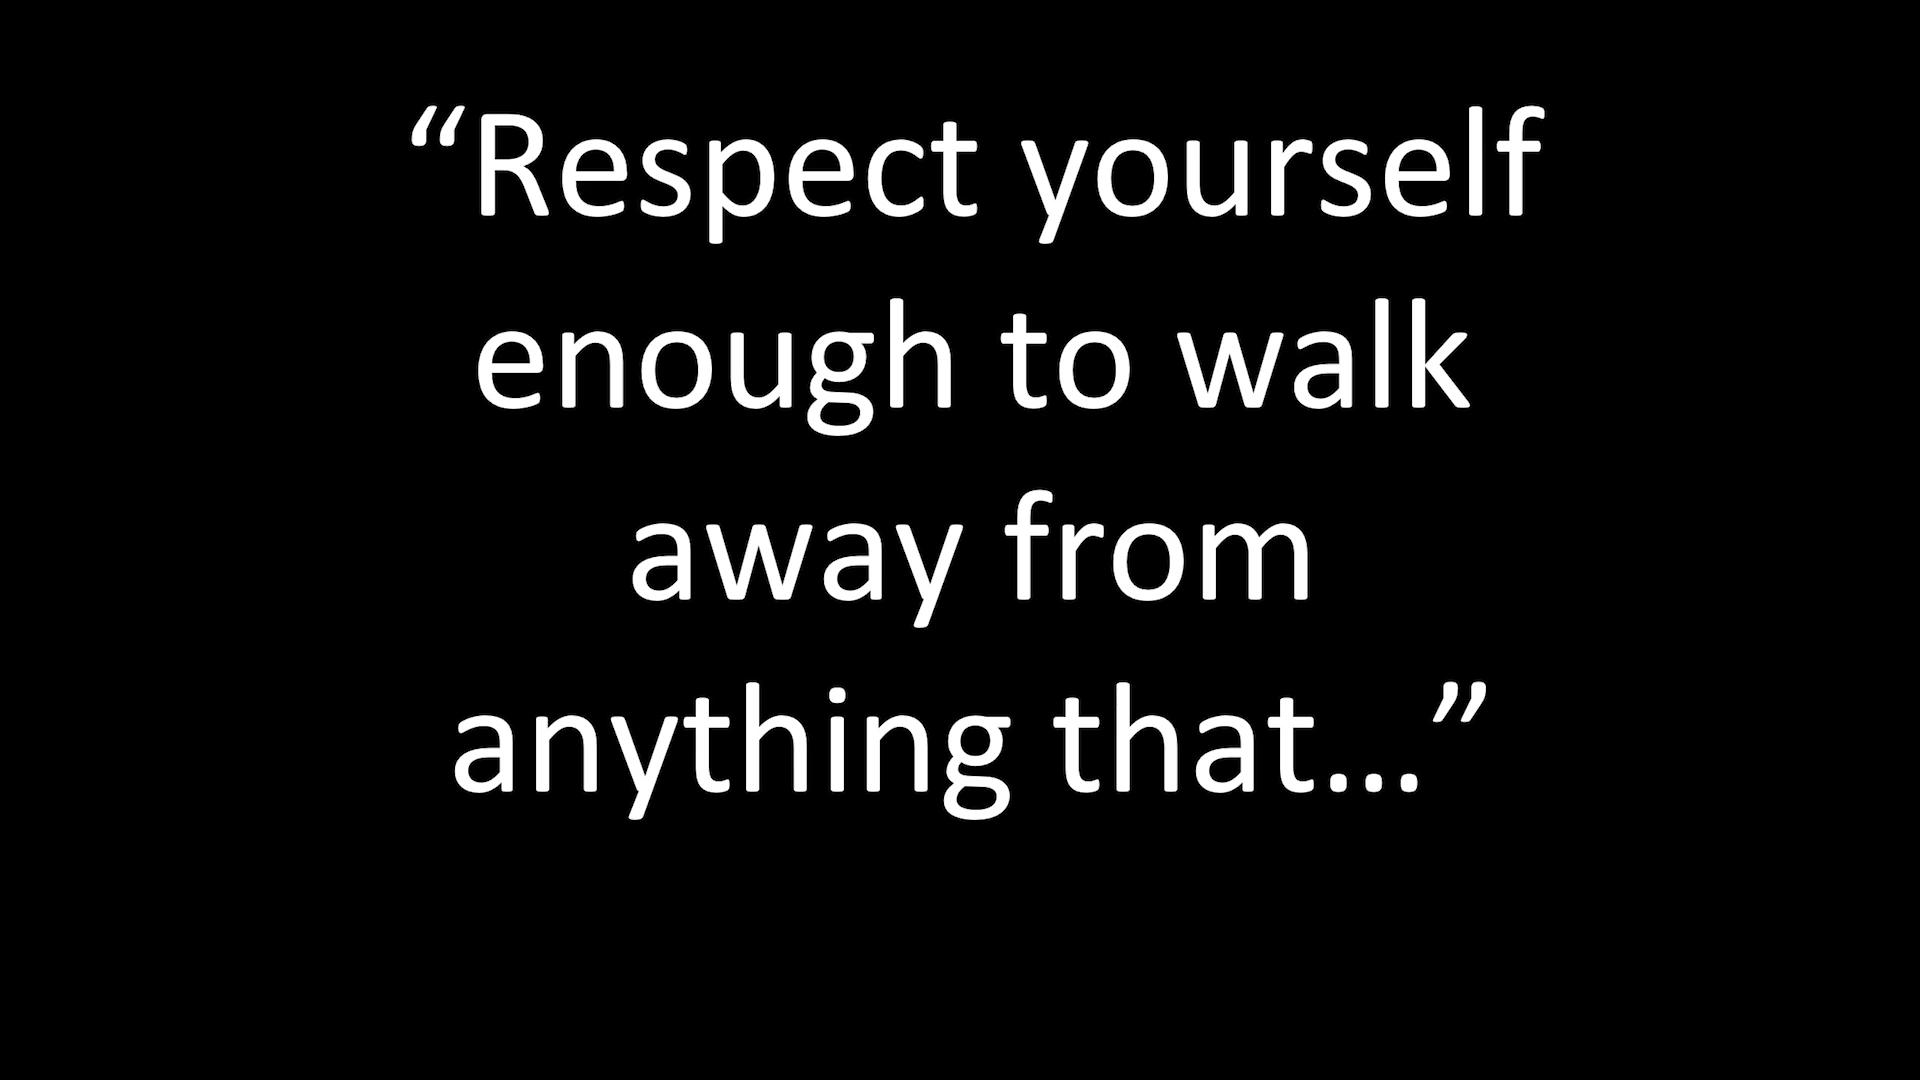 “Respect yourself
enough to walk
away from
anything that…”